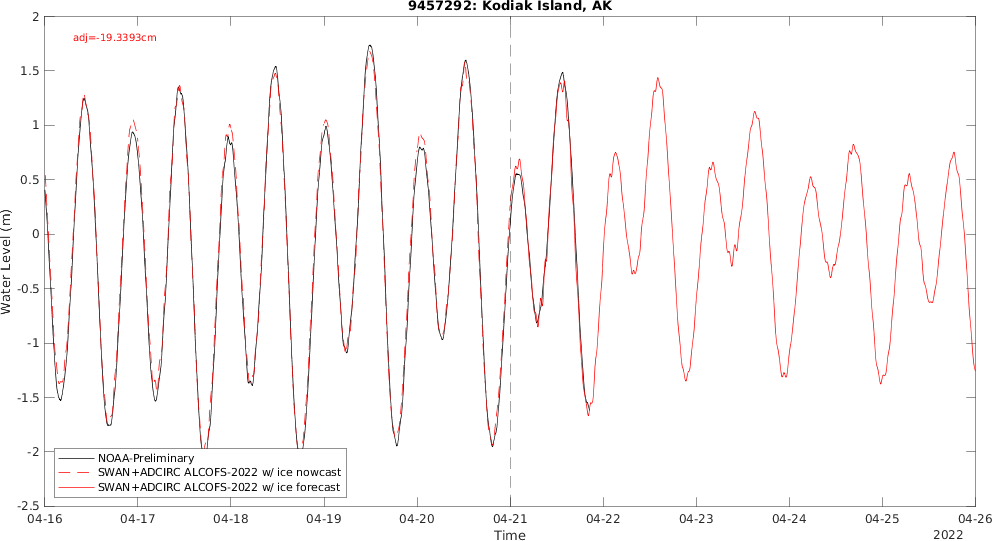 9457292: Kodiak Island, AK
adj=-19.3393cm
2
1.5
1
0.5
0
-0.5
-1
-1.5
-2
-2.5
Water Level (m)
NOAA-Preliminary
SWAN+ADCIRC ALCOFS-2022 w/ ice nowcast
SWAN+ADCIRC ALCOFS-2022 w/ ice forecast
04-16 04-17 04-18 04-19 04-20 04-21 04-22 04-23 04-24 04-25 04-26
Time
2022